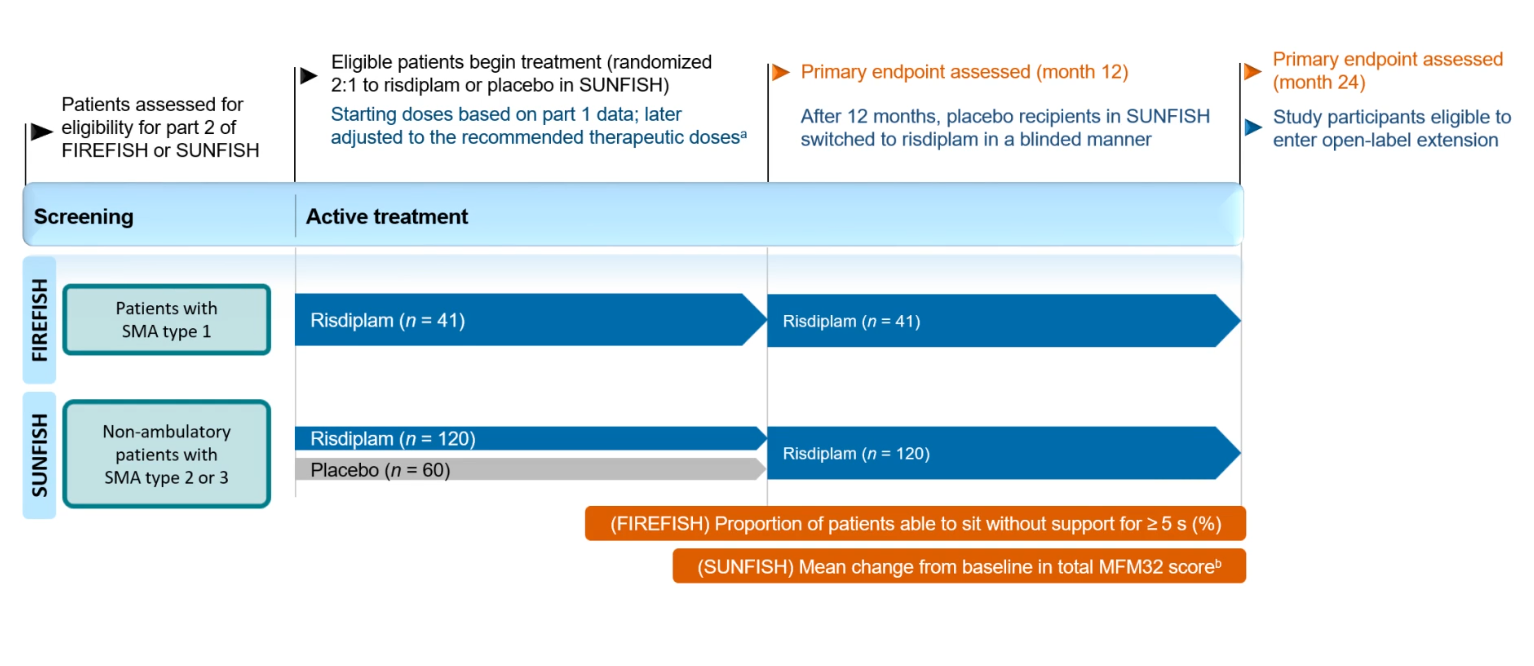 Patients assessed for
eligibility for part 2 of
FIREFISH or SUNFISH
Eligible patients begin treatment (randomized
2:1 to risdiplam or placebo in SUNFISH)
Starting doses based on part 1 data; later
adjusted to the recommended therapeutic dosesᵃ
Primary endpoint assessed (month 12)
After 12 months, placebo recipients in SUNFISH
switched to risdiplam in a blinded manner
Primary endpoint assessed
(month 24)
Study participants eligible to
enter open-label extension
Screening
Active treatment
FIREFISH
Patients with
SMA type 1
Risdiplam (n = 41)
Risdiplam (n = 41)
SUNFISH
Non-ambulatory
patients with
SMA type 2 or 3
Risdiplam (n = 120)
Placebo (n = 60)
Risdiplam (n = 120)
(FIREFISH) Proportion of patients able to sit without support for ≥ 5 s (%)
(SUNFISH) Mean change from baseline in total MFM32 scoreᵇ